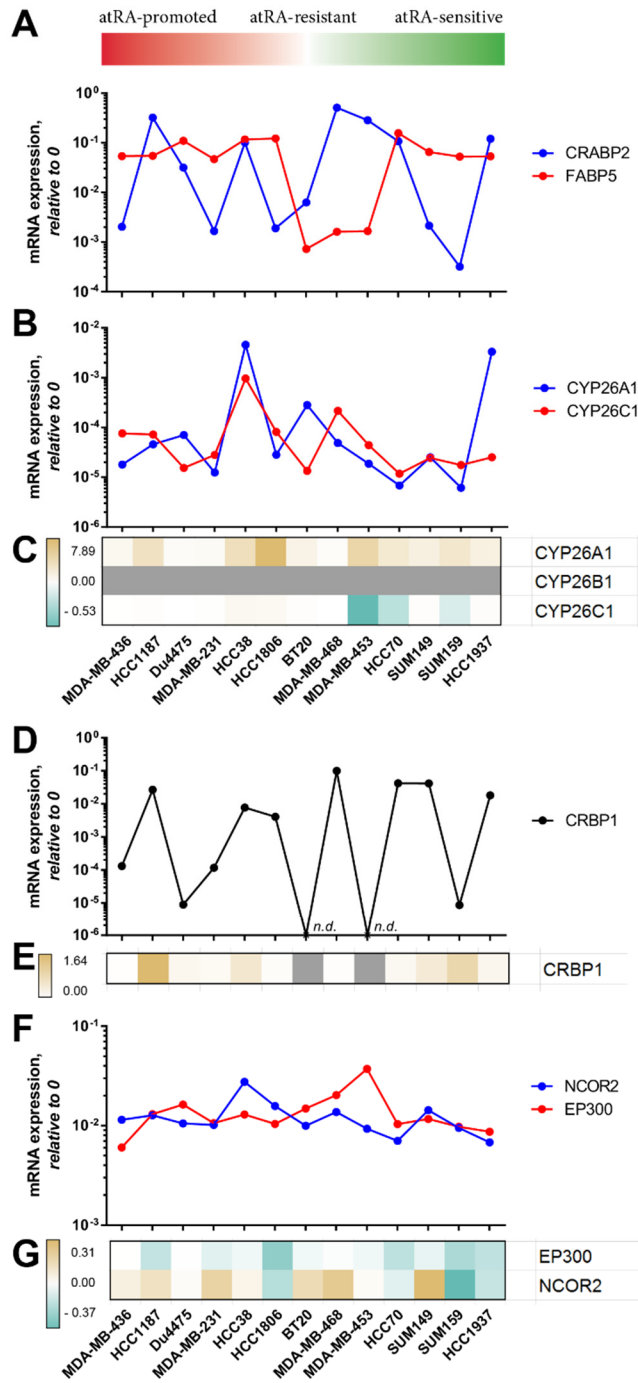 A
atRA-promoted atRA-resistant atRA-sensitive
mRNA expression,
relative to 0
10⁰
10⁻¹
10⁻²
10⁻³
10⁻⁴
CRABP2
FABP5
B
mRNA expression,
relative to 0
10⁻²
10⁻³
10⁻⁴
10⁻⁵
10⁻⁶
CYP26A1
CYP26C1
C
7.89
0.00
- 0.53
CYP26A1
CYP26B1
CYP26C1
MDA-MB-436
HCC1187
Du4475
MDA-MB-231
HCC38
HCC1806
BT20
MDA-MB-468
MDA-MB-453
HCC70
SUM149
SUM159
HCC1937
D
mRNA expression,
relative to 0
10⁰
10⁻¹
10⁻²
10⁻³
10⁻⁴
10⁻⁵
10⁻⁶
n.d.
n.d.
CRBP1
E
1.64
0.00
CRBP1
F
mRNA expression,
relative to 0
10⁻¹
10⁻²
10⁻³
NCOR2
EP300
G
0.31
0.00
- 0.37
EP300
NCOR2
MDA-MB-436
HCC1187
Du4475
MDA-MB-231
HCC38
HCC1806
BT20
MDA-MB-468
MDA-MB-453
HCC70
SUM149
SUM159
HCC1937